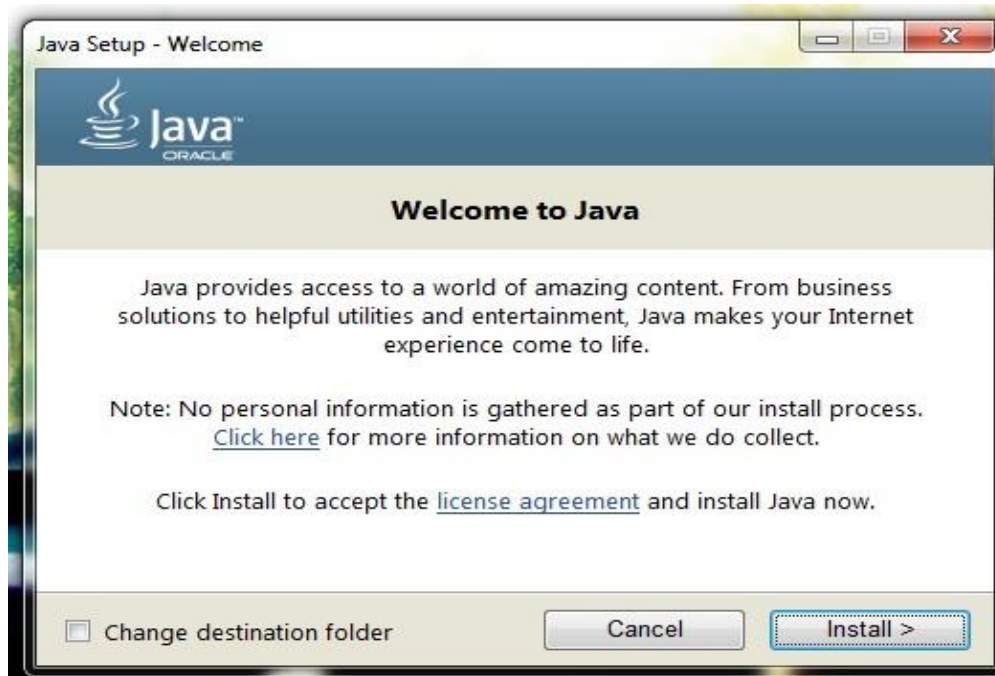 Java Setup - Welcome
Java™
ORACLE
Welcome to Java
Java provides access to a world of amazing content. From business
solutions to helpful utilities and entertainment, Java makes your Internet
experience come to life.
Note: No personal information is gathered as part of our install process.
Click here for more information on what we do collect.
Click Install to accept the license agreement and install Java now.
Change destination folder
Cancel
Install >